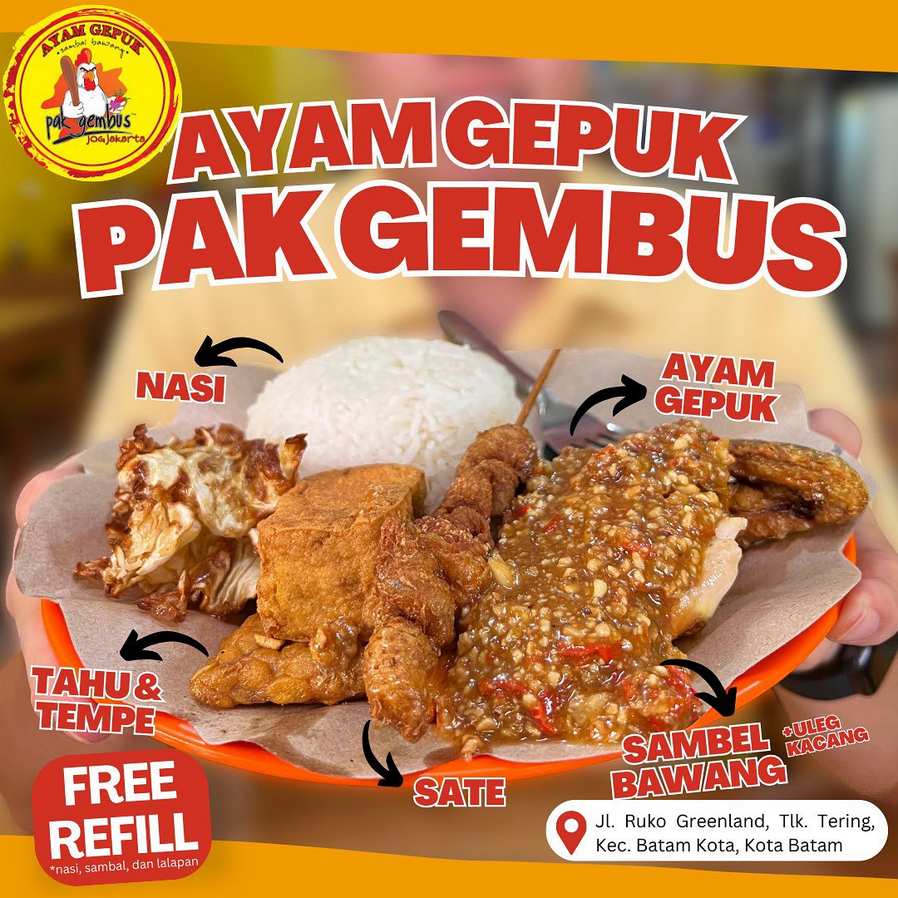 AYAM GEPUK
sambal bawang
pak gembus
jogjakarta
AYAM GEPUK
PAK GEMBUS
NASI
AYAM
GEPUK
TAHU &
TEMPE
SATE
SAMBEL
BAWANG
+ULEG
KACANG
FREE
REFILL
*nasi, sambal, dan lalapan
Jl. Ruko Greenland, Tlk. Tering,
Kec. Batam Kota, Kota Batam